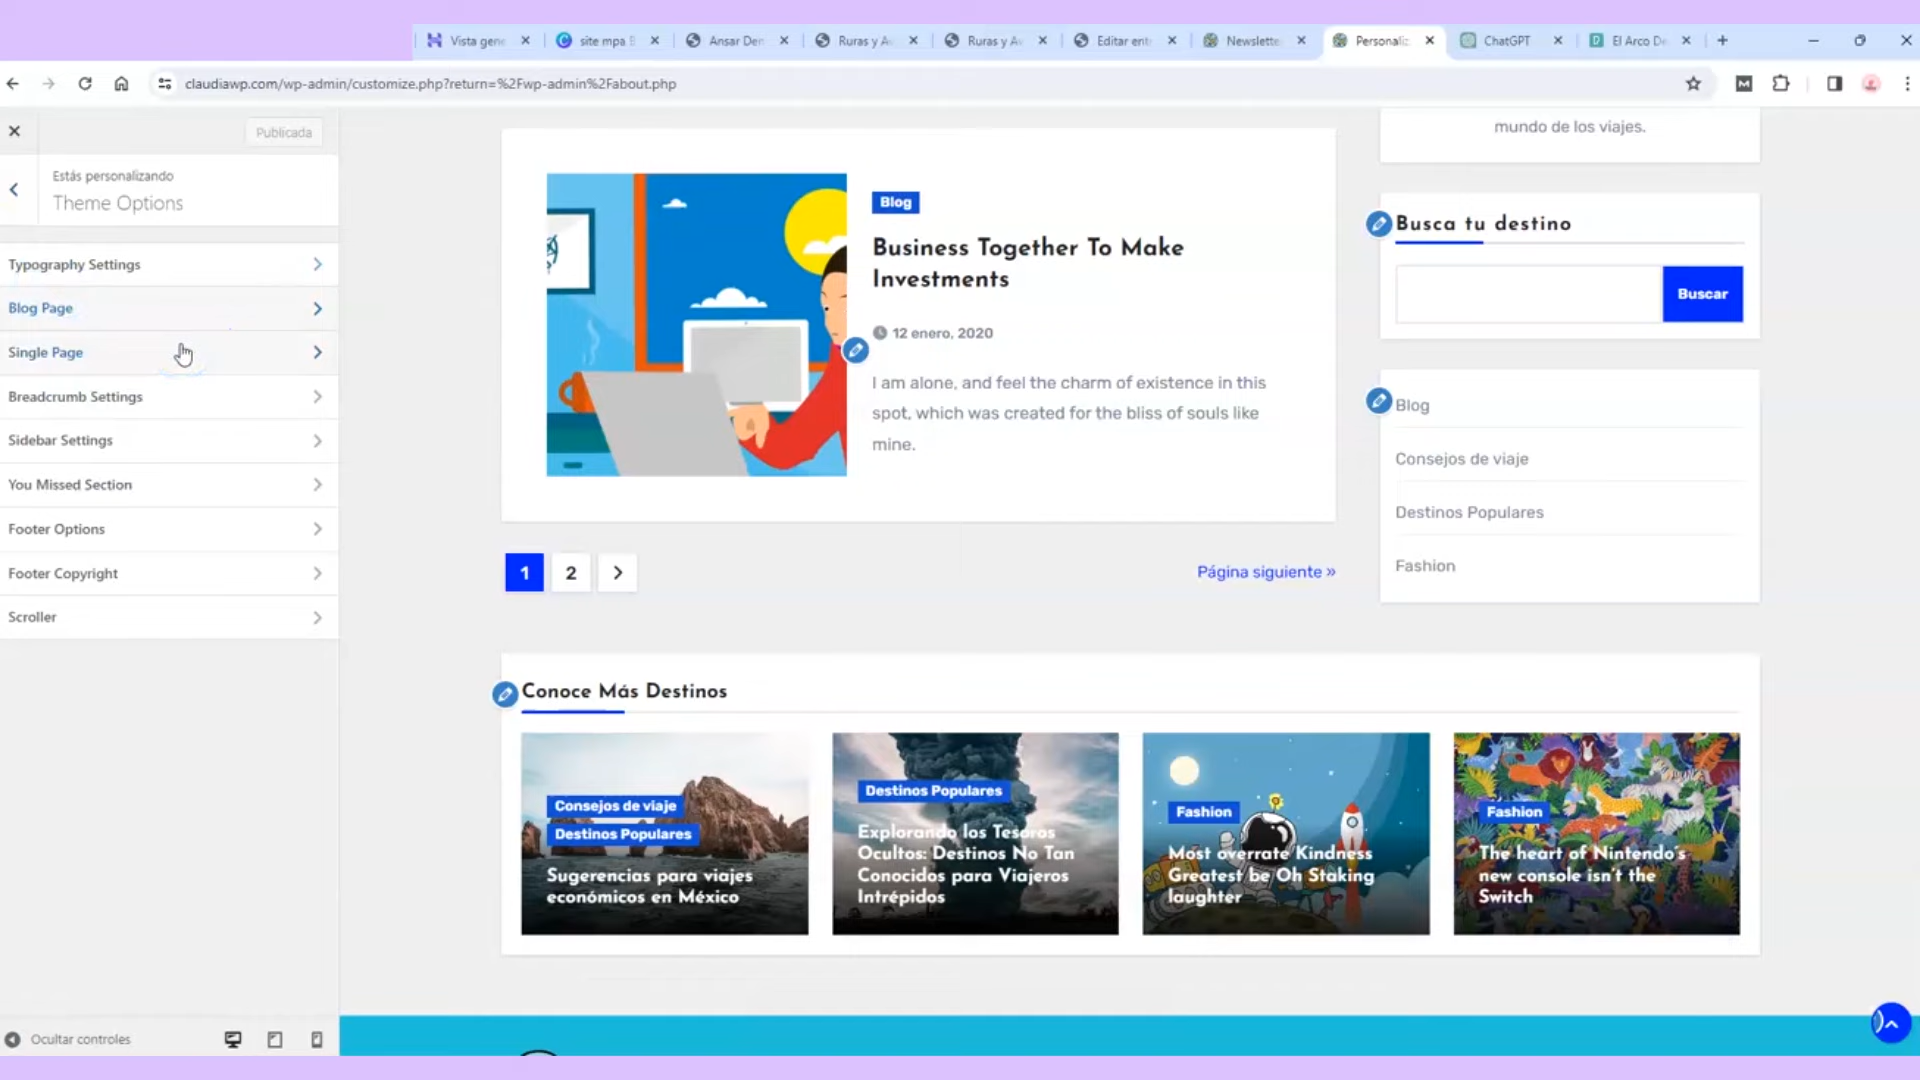 Vista gene
site mpa
Ansar Den
Ruras y Av
Ruras y Av
Editar ent
Newslette
Personaliz
ChatGPT
El Arco De
claudiawp.com/wp-admin/customize.php?return=%2Fwp-admin%2Fabout.php
Publicada
Estás personalizando
Theme Options
Typography Settings
Blog Page
Single Page
Breadcrumb Settings
Sidebar Settings
You Missed Section
Footer Options
Footer Copyright
Scroller
Ocultar controles
Blog
Business Together To Make
Investments
12 enero, 2020
I am alone, and feel the charm of existence in this
spot, which was created for the bliss of souls like
mine.
1
2
Página siguiente »
mundo de los viajes.
Busca tu destino
Buscar
Blog
Consejos de viaje
Destinos Populares
Fashion
Conoce Más Destinos
Consejos de viaje
Destinos Populares
Sugerencias para viajes
económicos en México
Destinos Populares
Explorando los Tesoros
Ocultos: Destinos No Tan
Conocidos para Viajeros
Intrépidos
Fashion
Most overrate Kindness
Greatest be Oh Staking
laughter
Fashion
The heart of Nintendo's
new console isn't the
Switch